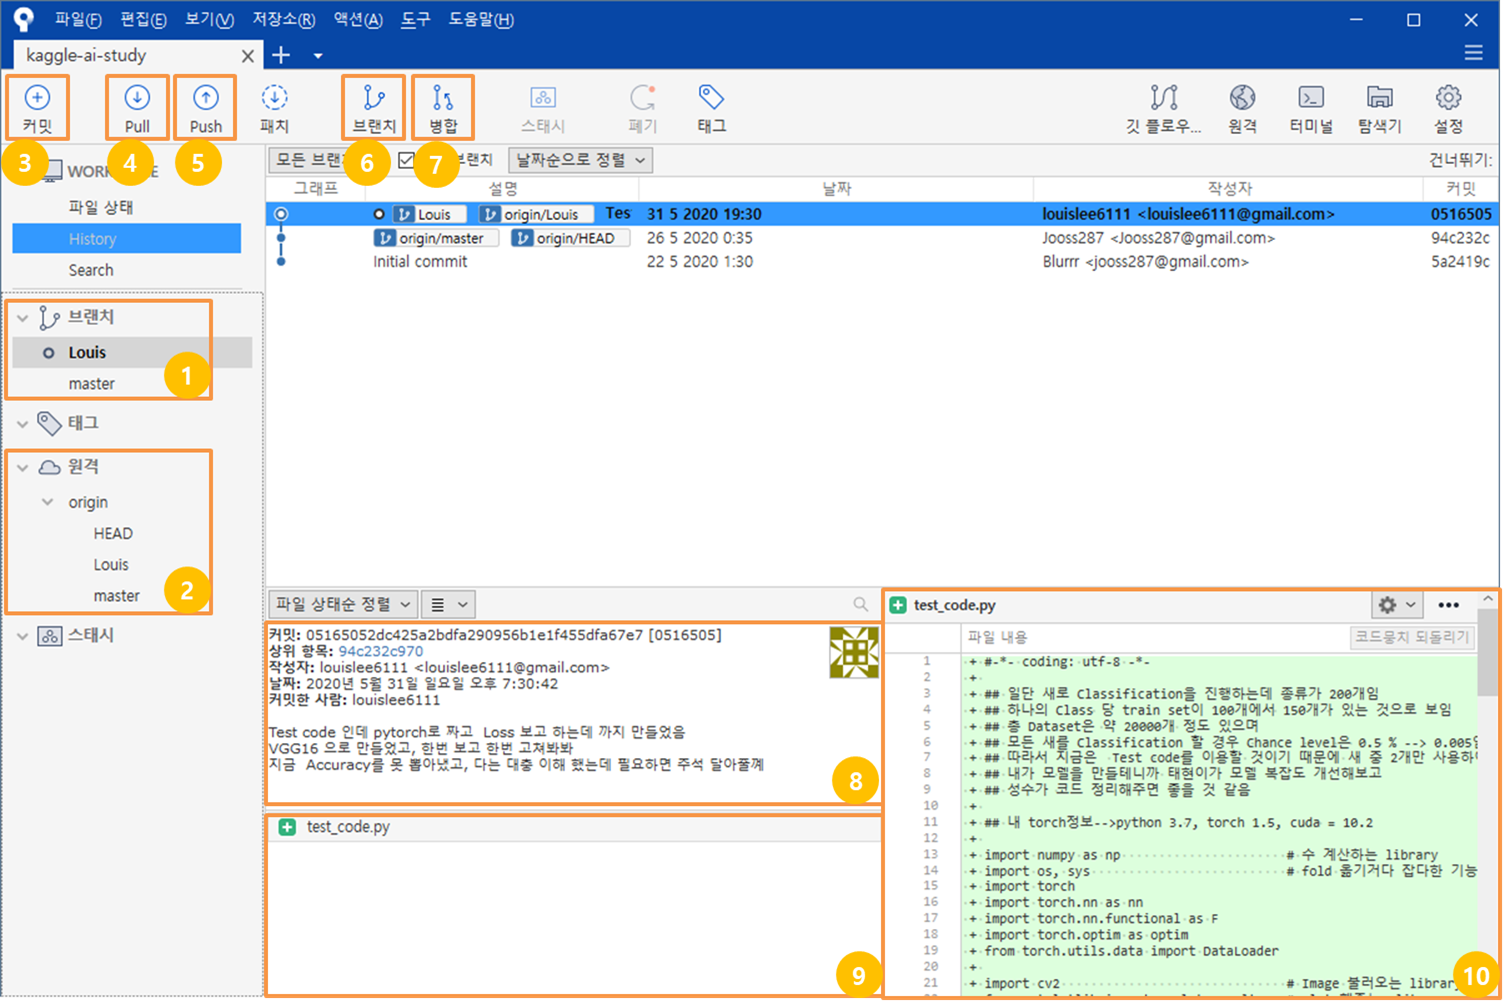 파일(F) 편집(E) 보기(V) 저장소(R) 액션(A) 도구 도움말(H)
kaggle-ai-study
커밋 Pull Push 패치 브랜치 병합 스태시 폐기 태그 깃 플로우... 원격 터미널 탐색기 설정
3 4 5 6 7
WORK E
파일 상태
History
Search
브랜치
Louis
master
1
태그
원격
origin
HEAD
Louis
master
2
스태시
모든 브랜 브랜치 날짜순으로 정렬 건너뛰기:
그래프 설명 날짜 작성자 커밋
Louis origin/Louis Tes 31 5 2020 19:30 louislee6111 <louislee6111@gmail.com> 0516505
origin/master origin/HEAD 26 5 2020 0:35 Jooss287 <Jooss287@gmail.com> 94c232c
Initial commit 22 5 2020 1:30 Blurrr <jooss287@gmail.com> 5a2419c
파일 상태순 정렬
커밋: 05165052dc425a2bdfa290956b1e1f455dfa67e7 [0516505]
상위 항목: 94c232c970
작성자: louislee6111 <louislee6111@gmail.com>
날짜: 2020년 5월 31일 일요일 오후 7:30:42
커밋한 사람: louislee6111
Test code 인데 pytorch로 짜고 Loss 보고 하는데 까지 만들었음
VGG16 으로 만들었고, 한번 보고 한번 고쳐봐봐
지금 Accuracy를 못 뽑아냈고, 다는 대충 이해 했는데 필요하면 주석 달아줄께
8
test_code.py
9
test_code.py
파일 내용 코드뭉치 되돌리기
1 + #-*- coding: utf-8 -*-
2 +
3 + ## 일단 새로 Classification을 진행하는데 종류가 200개임
4 + ## 하나의 Class 당 train set이 100개에서 150개가 있는 것으로 보임
5 + ## 총 Dataset은 약 20000개 정도 있으며
6 + ## 모든 새를 Classification 할 경우 Chance level은 0.5 % --> 0.005
7 + ## 따라서 지금은 Test code를 이용할 것이기 때문에 새 중 2개만 사용하
8 + ## 내가 모델을 만들테니까 태현이가 모델 복잡도 개선해보고
9 + ## 성수가 코드 정리해주면 좋을 것 같음
10 +
11 + ## 내 torch정보-->python 3.7, torch 1.5, cuda = 10.2
12 +
13 + import numpy as np # 수 계산하는 library
14 + import os, sys # fold 옮기거다 잡다한 기능
15 + import torch
16 + import torch.nn as nn
17 + import torch.nn.functional as F
18 + import torch.optim as optim
19 + from torch.utils.data import DataLoader
20 +
21 + import cv2 # Image 불러오는 library
10